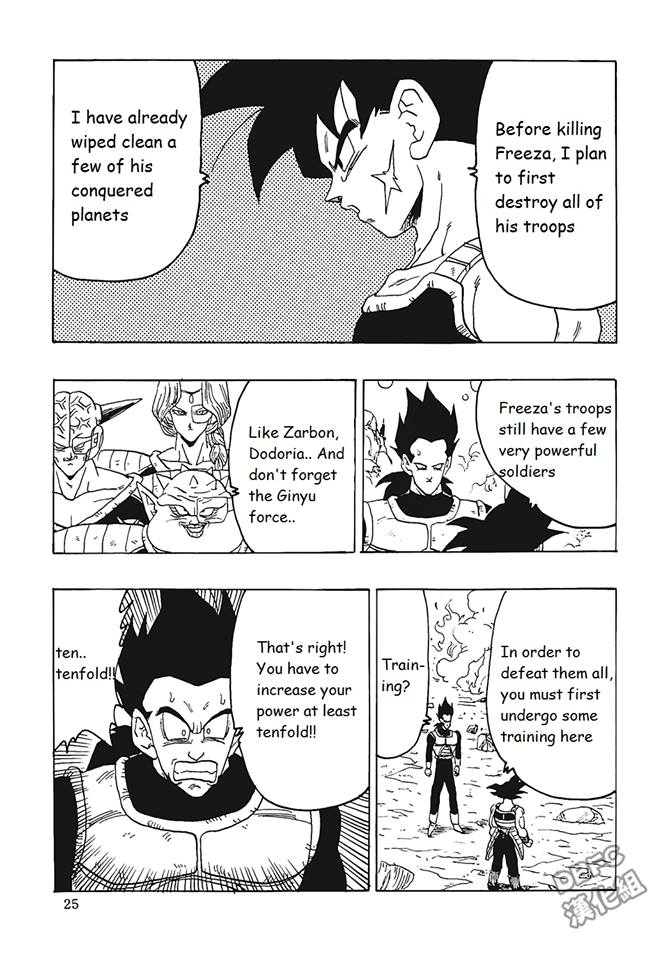 Before killing
Freeza, I plan
to first
destroy all of
his troops
I have already
wiped clean a
few of his
conquered
planets
Freeza's troops
still have a few
very powerful
soldiers
Like Zarbon,
Dodoria.. And
don't forget
the Ginyu
force..
In order to
defeat them all,
you must first
undergo some
training here
Train-
ing?
That's right!
You have to
increase your
power at least
tenfold!!
ten..
tenfold!!
25
DBFC
漢化組